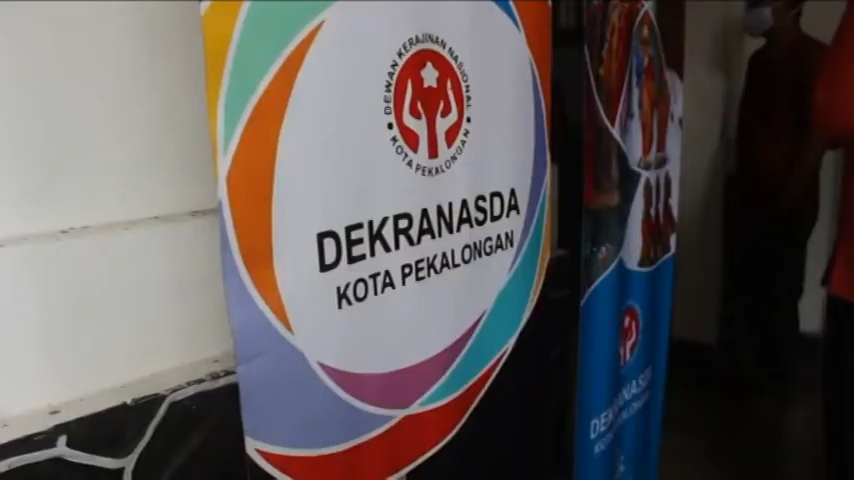 DEWAN KERAJINAN NASIONAL
KOTA PEKALONGAN
DEKRANASDA
KOTA PEKALONGAN
DEKRANASDA